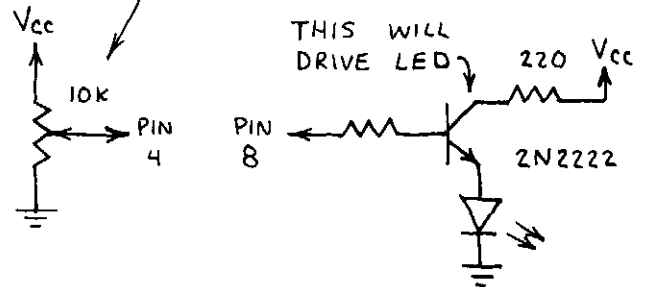 Vcc
10K
PIN
4
THIS WILL
DRIVE LED
PIN
8
220
Vcc
2N2222